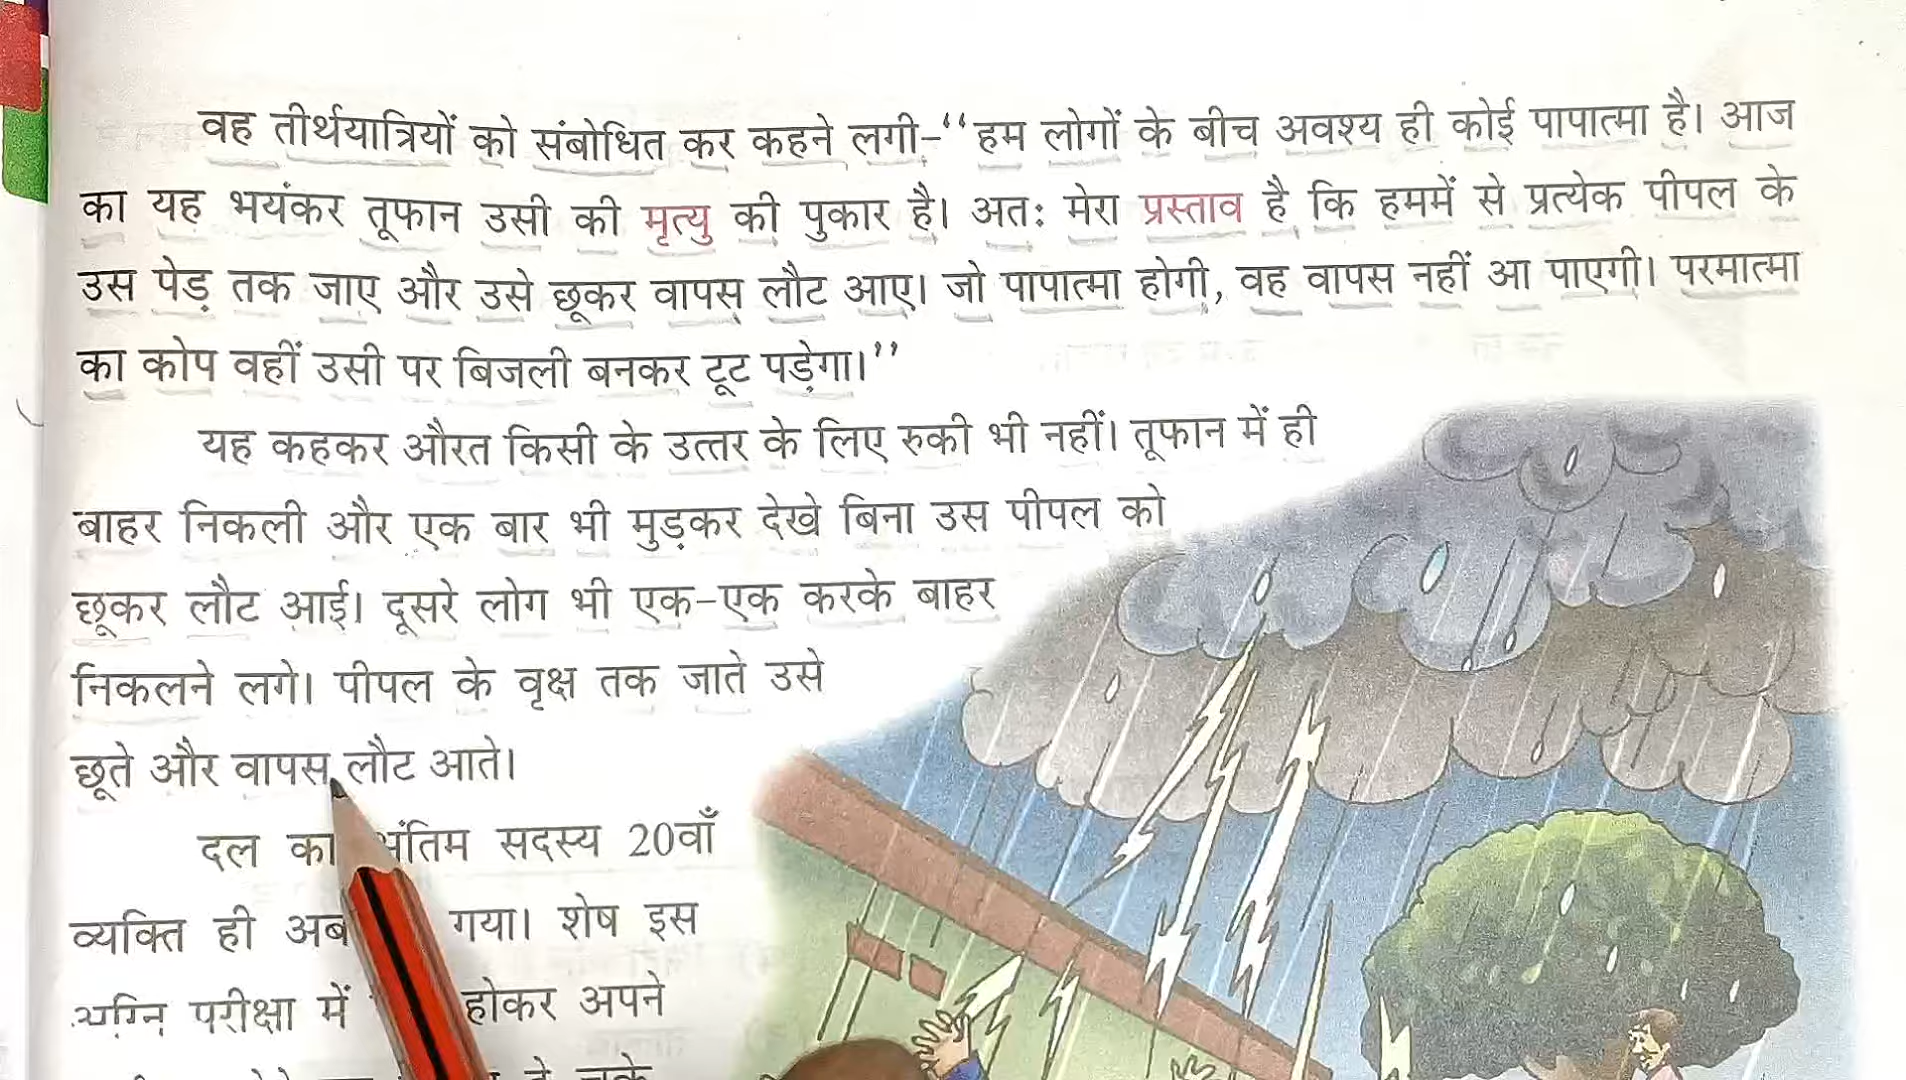 वह तीर्थयात्रियों को संबोधित कर कहने लगी-‘‘हम लोगों के बीच अवश्य ही कोई पापात्मा है। आज
का यह भयंकर तूफान उसी की मृत्यु की पुकार है। अतः मेरा प्रस्ताव है कि हममें से प्रत्येक पीपल के
उस पेड़ तक जाए और उसे छूकर वापस लौट आए। जो पापात्मा होगी, वह वापस नहीं आ पाएगी। परमात्मा
का कोप वहीं उसी पर बिजली बनकर टूट पड़ेगा।’’
यह कहकर औरत किसी के उत्तर के लिए रुकी भी नहीं। तूफान में ही
बाहर निकली और एक बार भी मुड़कर देखे बिना उस पीपल को
छूकर लौट आई। दूसरे लोग भी एक-एक करके बाहर
निकलने लगे। पीपल के वृक्ष तक जाते उसे
छूते और वापस लौट आते।
दल का अंतिम सदस्य 20वाँ
व्यक्ति ही अब गया। शेष इस
अग्नि परीक्षा में होकर अपने